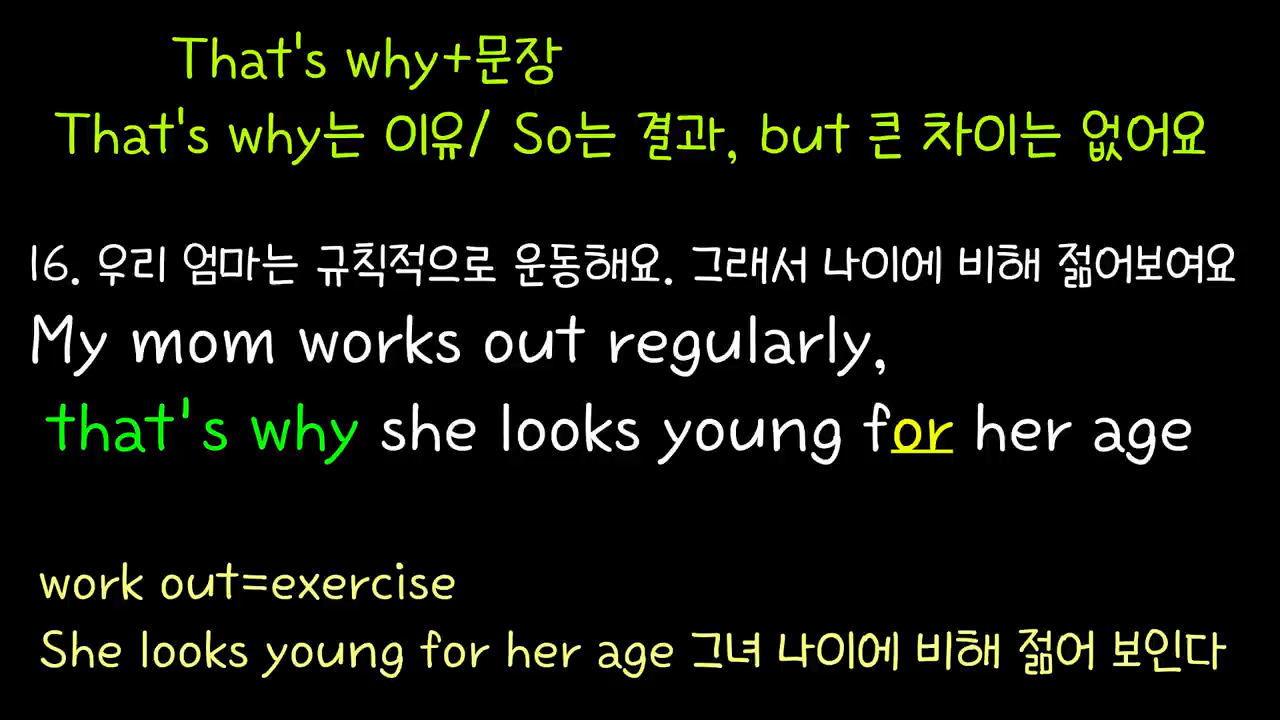 That's why+문장
That's why는 이유/ So는 결과, but 큰 차이는 없어요
16. 우리 엄마는 규칙적으로 운동해요. 그래서 나이에 비해 젊어보여요
My mom works out regularly,
that's why she looks young for her age
work out=exercise
She looks young for her age 그녀 나이에 비해 젊어 보인다